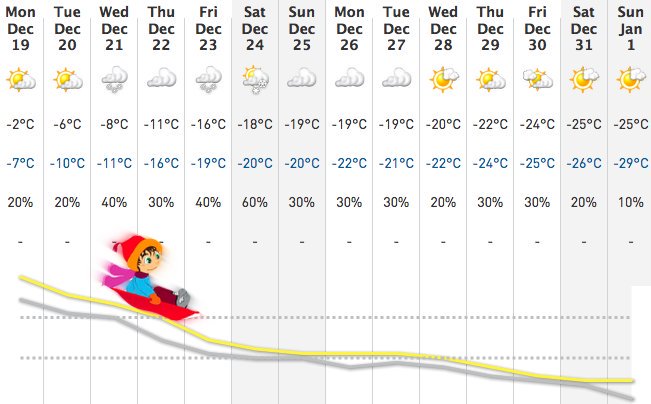 Mon Tue Wed Thu Fri Sat Sun Mon Tue Wed Thu Fri Sat Sun
Dec Dec Dec Dec Dec Dec Dec Dec Dec Dec Dec Dec Dec Jan
19 20 21 22 23 24 25 26 27 28 29 30 31 1
-2°C -6°C -8°C -11°C -16°C -18°C -19°C -19°C -19°C -20°C -22°C -24°C -25°C -25°C
-7°C -10°C -11°C -16°C -19°C -20°C -20°C -22°C -21°C -22°C -24°C -25°C -26°C -29°C
20% 20% 40% 30% 40% 60% 30% 30% 30% 20% 30% 30% 20% 10%
- - - - - - - - - - - - - -